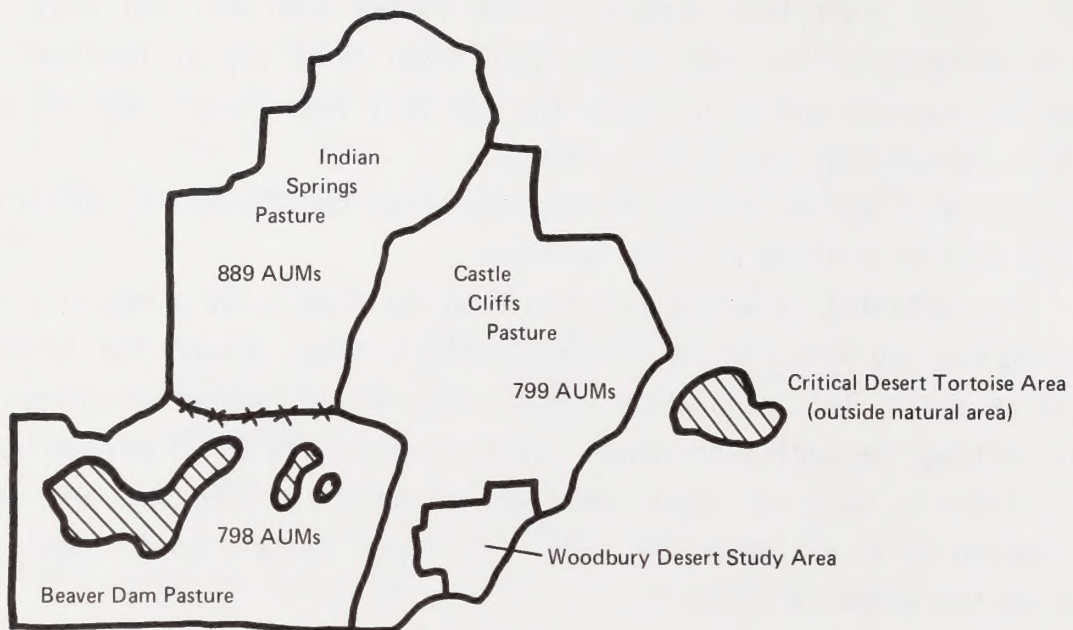 Indian
Springs
Pasture
889 AUMs
Castle
Cliffs
Pasture
799 AUMs
Critical Desert Tortoise Area
(outside natural area)
798 AUMs
Woodbury Desert Study Area
Beaver Dam Pasture